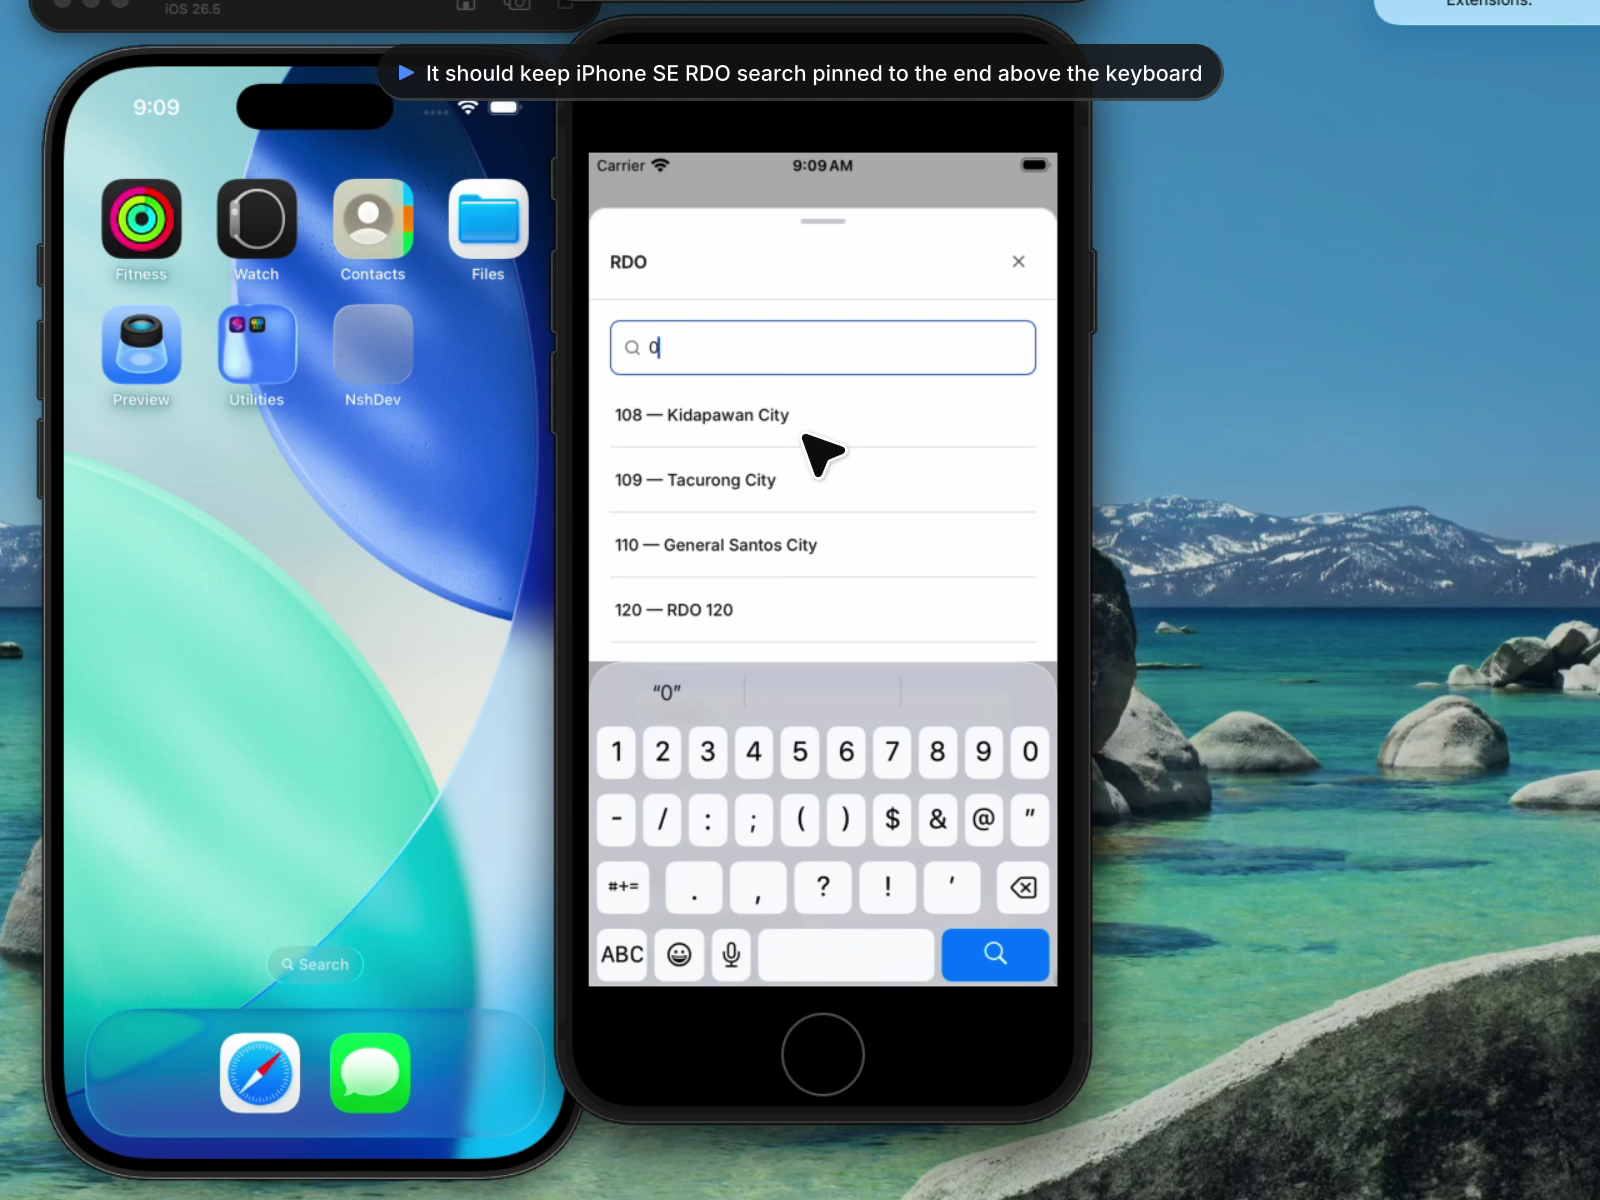 iOS 26.5
Extensions.
It should keep iPhone SE RDO search pinned to the end above the keyboard
9:09
Fitness
Watch
Contacts
Files
Preview
Utilities
NshDev
Search
Carrier
9:09 AM
RDO
0
108 — Kidapawan City
109 — Tacurong City
110 — General Santos City
120 — RDO 120
“0”
1 2 3 4 5 6 7 8 9 0
- / : ; ( ) $ & @ "
#+= . , ? ! '
ABC